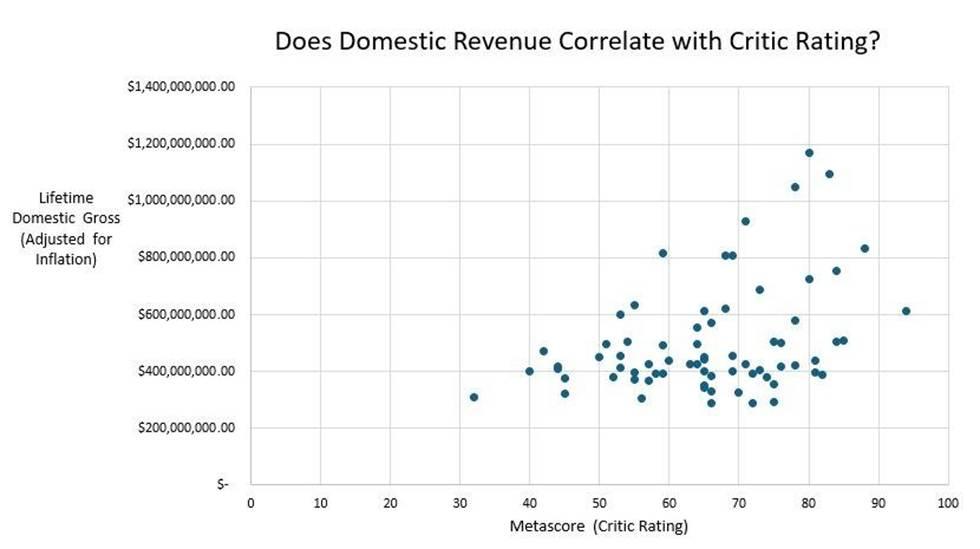 Does Domestic Revenue Correlate with Critic Rating?
$1,400,000,000.00
$1,200,000,000.00
Lifetime
Domestic Gross
(Adjusted for
Inflation)
$1,000,000,000.00
$800,000,000.00
$600,000,000.00
$400,000,000.00
$200,000,000.00
$-
0 10 20 30 40 50 60 70 80 90 100
Metascore (Critic Rating)